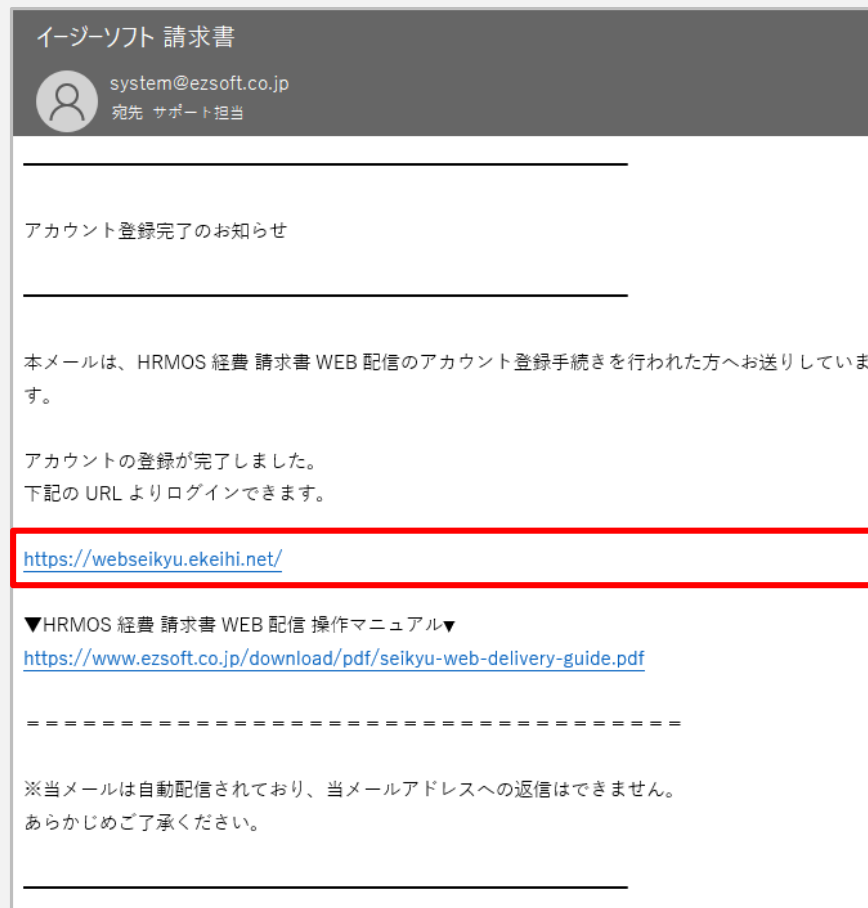 イージーソフト 請求書
system@ezsoft.co.jp
宛先 サポート担当
アカウント登録完了のお知らせ
本メールは、HRMOS 経費 請求書 WEB 配信のアカウント登録手続きを行われた方へお送りしていま
す。
アカウントの登録が完了しました。
下記の URL よりログインできます。
https://webseikyu.ekeihi.net/
▼HRMOS 経費 請求書 WEB 配信 操作マニュアル▼
https://www.ezsoft.co.jp/download/pdf/seikyu-web-delivery-guide.pdf
＝＝＝＝＝＝＝＝＝＝＝＝＝＝＝＝＝＝＝＝＝＝＝＝＝＝＝＝＝＝＝＝＝＝＝
※当メールは自動配信されており、当メールアドレスへの返信はできません。
あらかじめご了承ください。